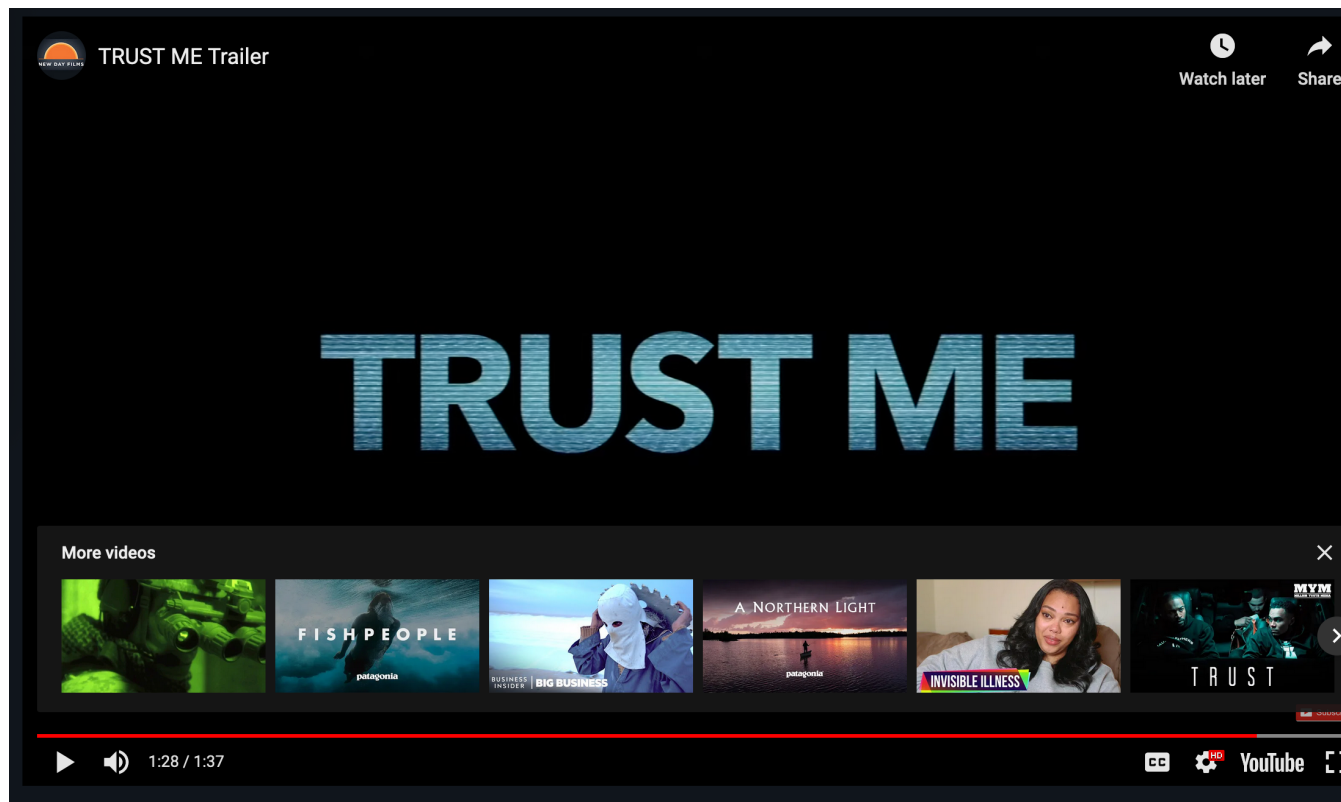 NEW DAY FILMS
TRUST ME Trailer
Watch later
Share
TRUST ME
More videos
FISHPEOPLE
patagonia
BUSINESS INSIDER
BIG BUSINESS
A NORTHERN LIGHT
patagonia
INVISIBLE ILLNESS
MYM
TRUST
1:28 / 1:37
CC
HD
YouTube